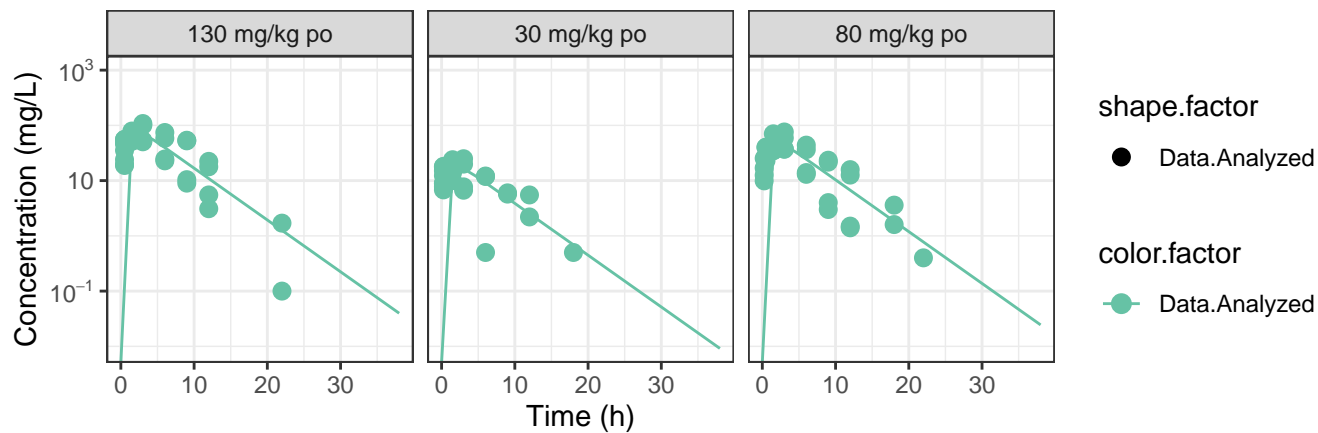 130 mg/kg po
30 mg/kg po
80 mg/kg po
Concentration (mg/L)
10³
10
10⁻¹
0 10 20 30
0 10 20 30
0 10 20 30
Time (h)
shape.factor
Data.Analyzed
color.factor
Data.Analyzed